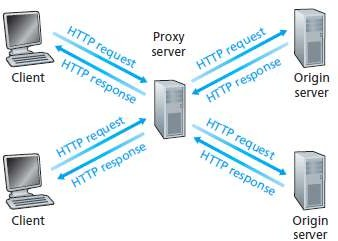 HTTP request
HTTP response
Client
Proxy
server
HTTP request
HTTP response
Origin
server
HTTP request
HTTP response
Client
HTTP request
HTTP response
Origin
server